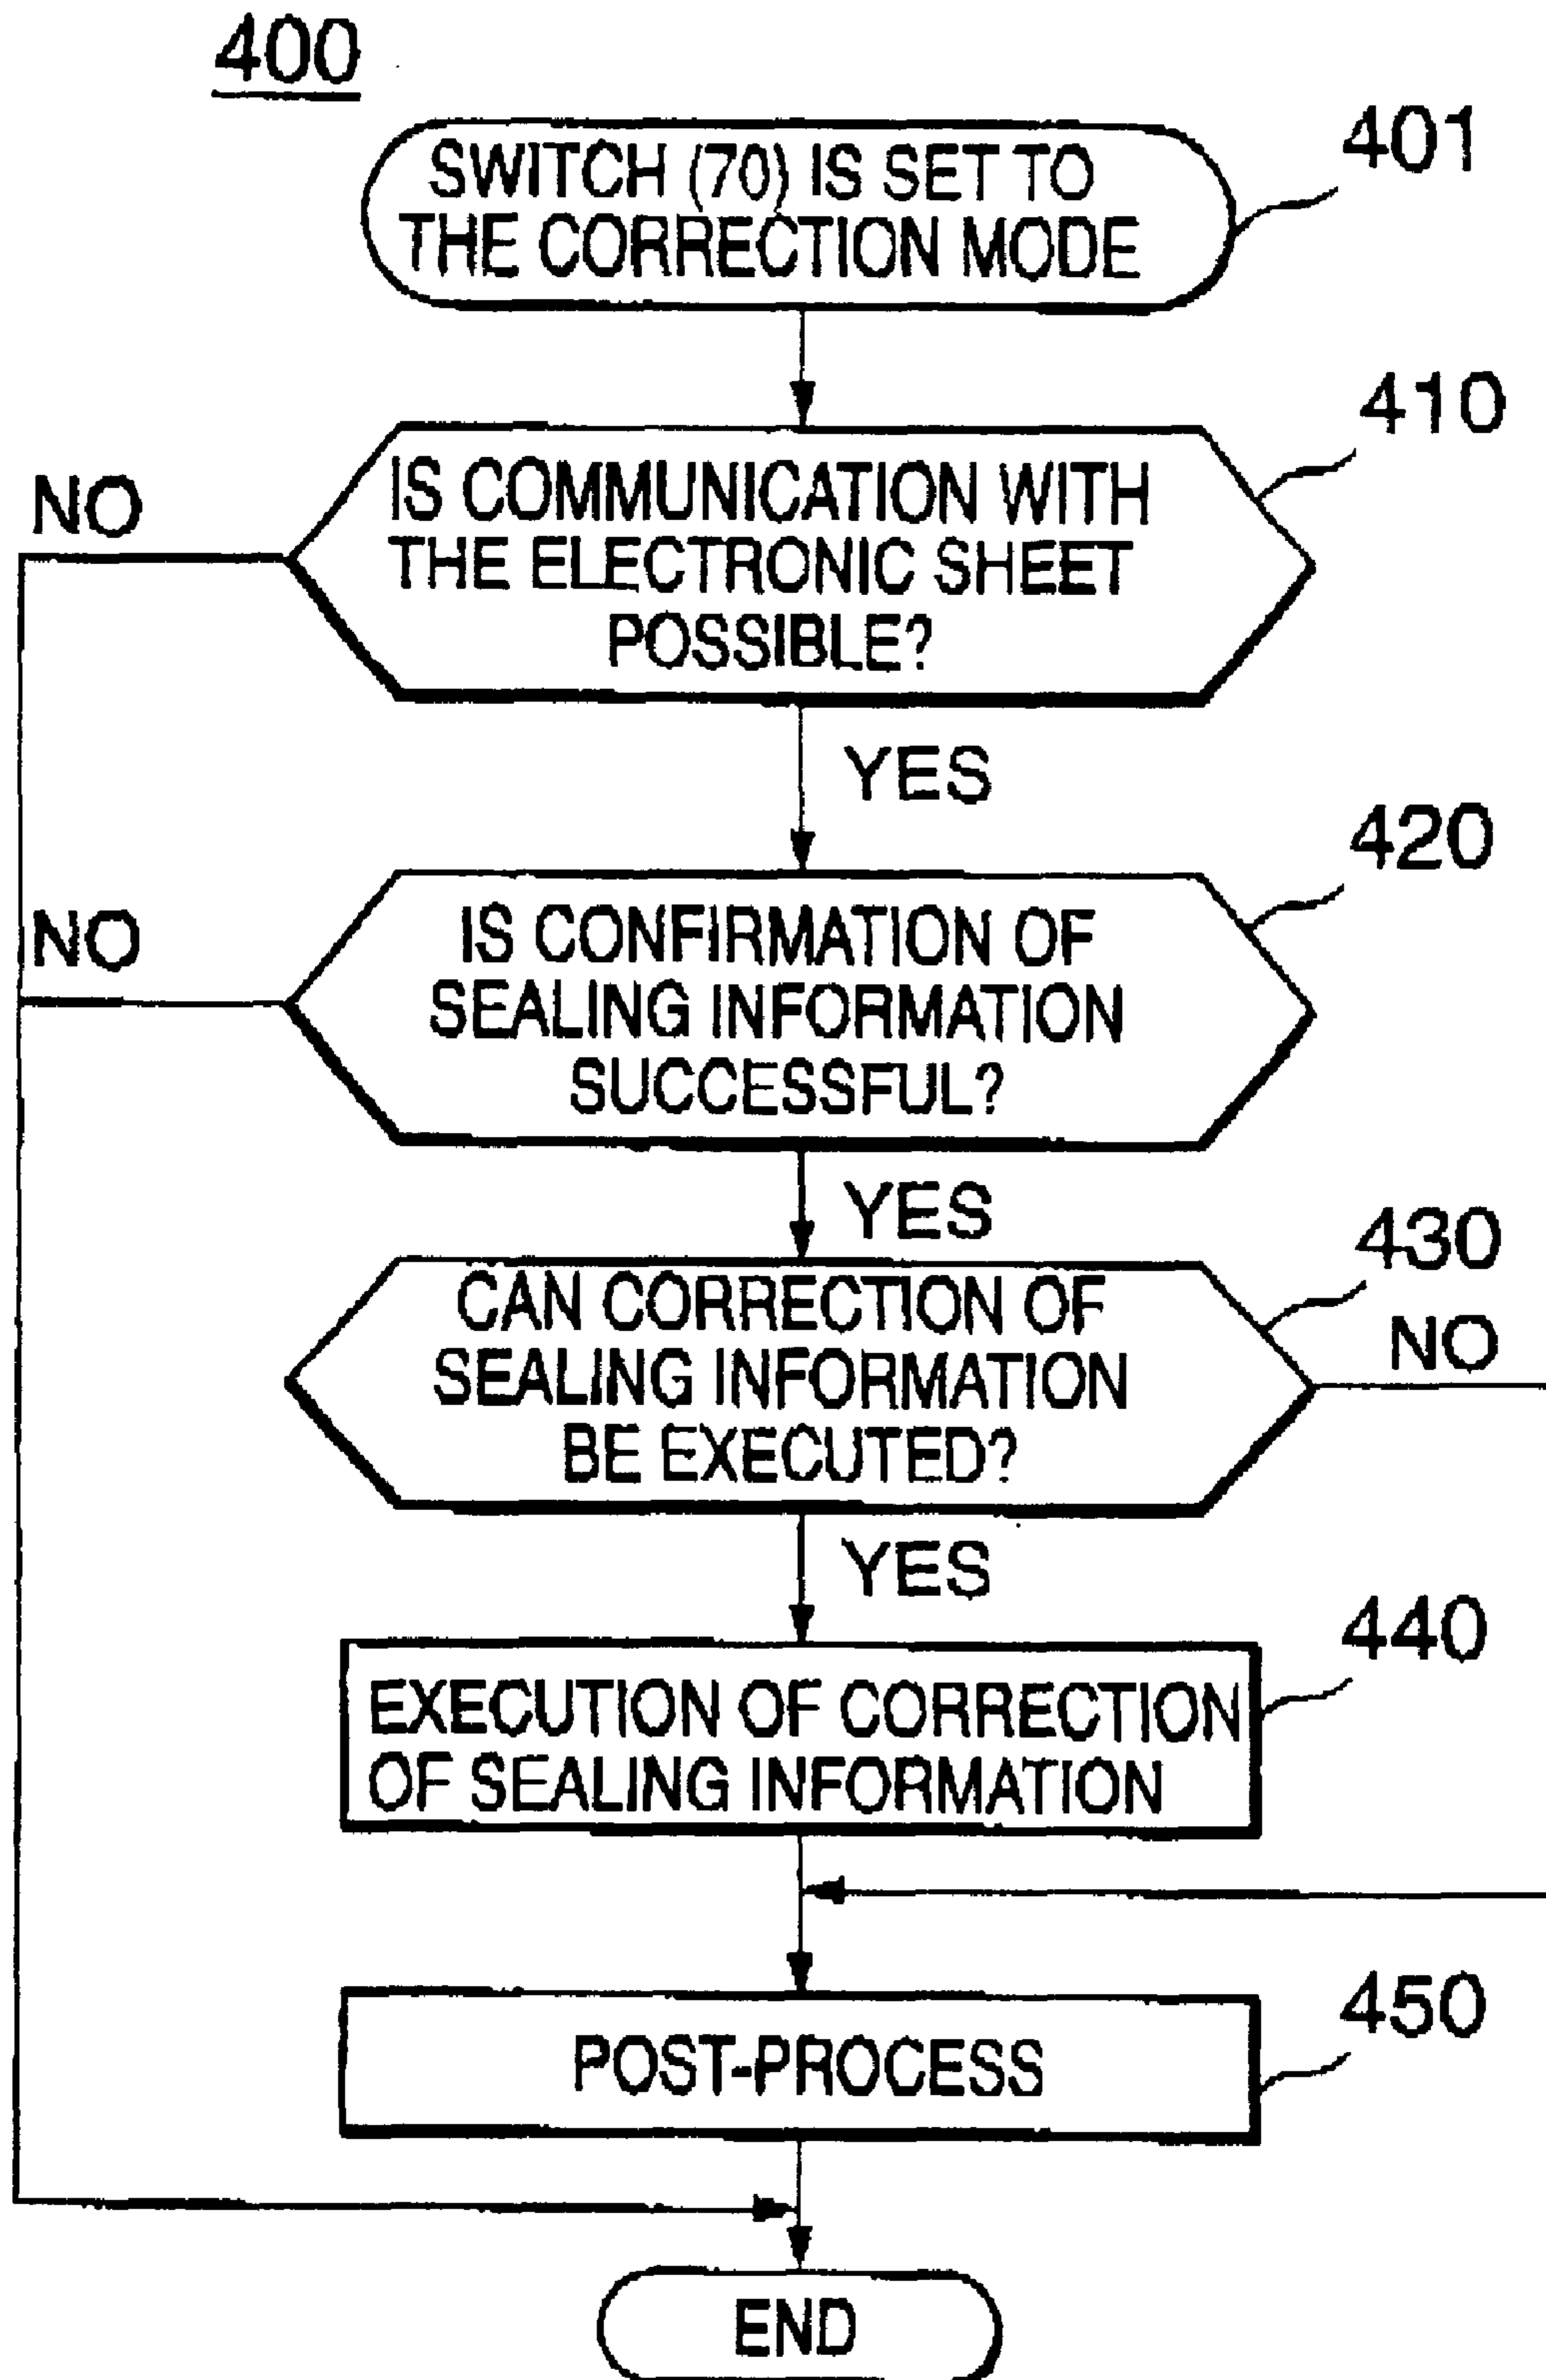 400
SWITCH (70) IS SET TO
THE CORRECTION MODE
401
IS COMMUNICATION WITH
THE ELECTRONIC SHEET
POSSIBLE?
410
NO
YES
IS CONFIRMATION OF
SEALING INFORMATION
SUCCESSFUL?
420
NO
YES
CAN CORRECTION OF
SEALING INFORMATION
BE EXECUTED?
430
NO
YES
EXECUTION OF CORRECTION
OF SEALING INFORMATION
440
POST-PROCESS
450
END